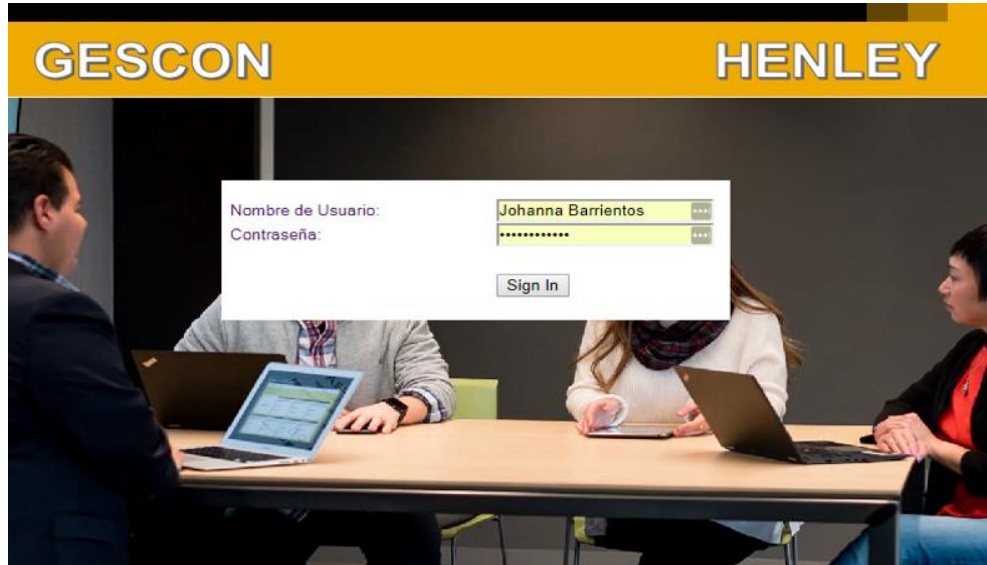 GESCON HENLEY
Nombre de Usuario: Johanna Barrientos
Contraseña: ••••••••••••
Sign In